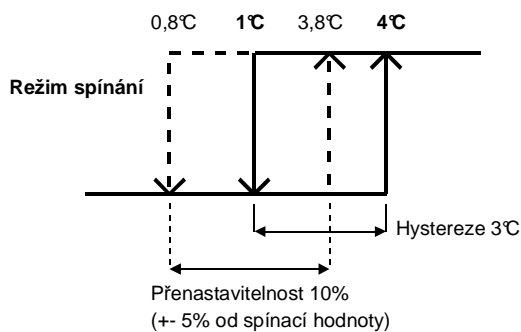 0,8°C 1°C 3,8°C 4°C
Režim spínání
Hystereze 3°C
Přenastavitelnost 10%
(+- 5% od spínací hodnoty)